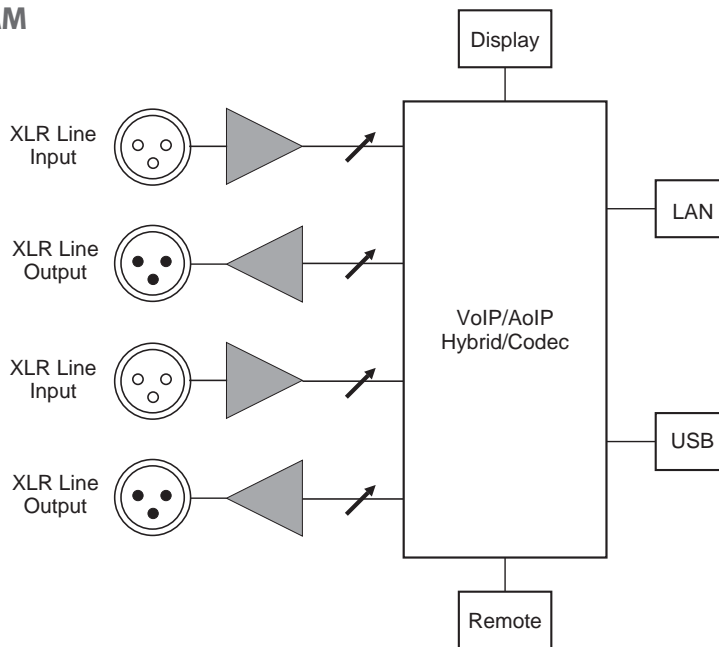 AM
Display
XLR Line
Input
LAN
XLR Line
Output
VoIP/AoIP
Hybrid/Codec
XLR Line
Input
USB
XLR Line
Output
Remote